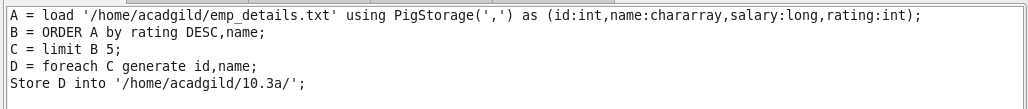 A = load '/home/acadgild/emp_details.txt' using PigStorage(',') as (id:int,name:chararray,salary:long,rating:int);
B = ORDER A by rating DESC,name;
C = limit B 5;
D = foreach C generate id,name;
Store D into '/home/acadgild/10.3a/';